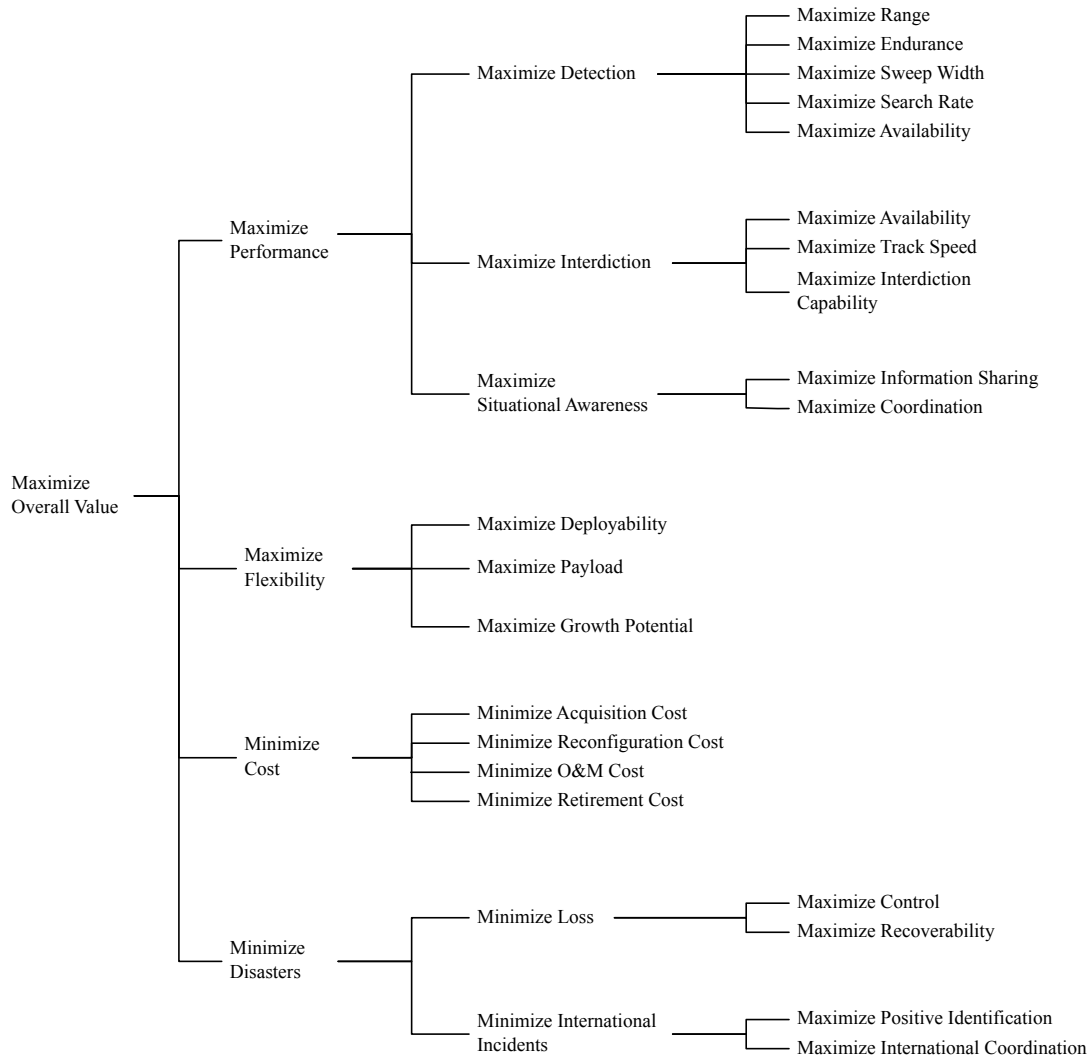 Maximize Range
Maximize Endurance
Maximize Detection
Maximize Sweep Width
Maximize Search Rate
Maximize Availability
Maximize
Performance
Maximize Availability
Maximize Track Speed
Maximize Interdiction
Maximize Interdiction
Capability
Maximize
Situational Awareness
Maximize Information Sharing
Maximize Coordination
Maximize
Overall Value
Maximize Deployability
Maximize
Flexibility
Maximize Payload
Maximize Growth Potential
Minimize Acquisition Cost
Minimize
Cost
Minimize Reconfiguration Cost
Minimize O&M Cost
Minimize Retirement Cost
Maximize Control
Minimize Loss
Maximize Recoverability
Minimize
Disasters
Minimize International
Incidents
Maximize Positive Identification
Maximize International Coordination